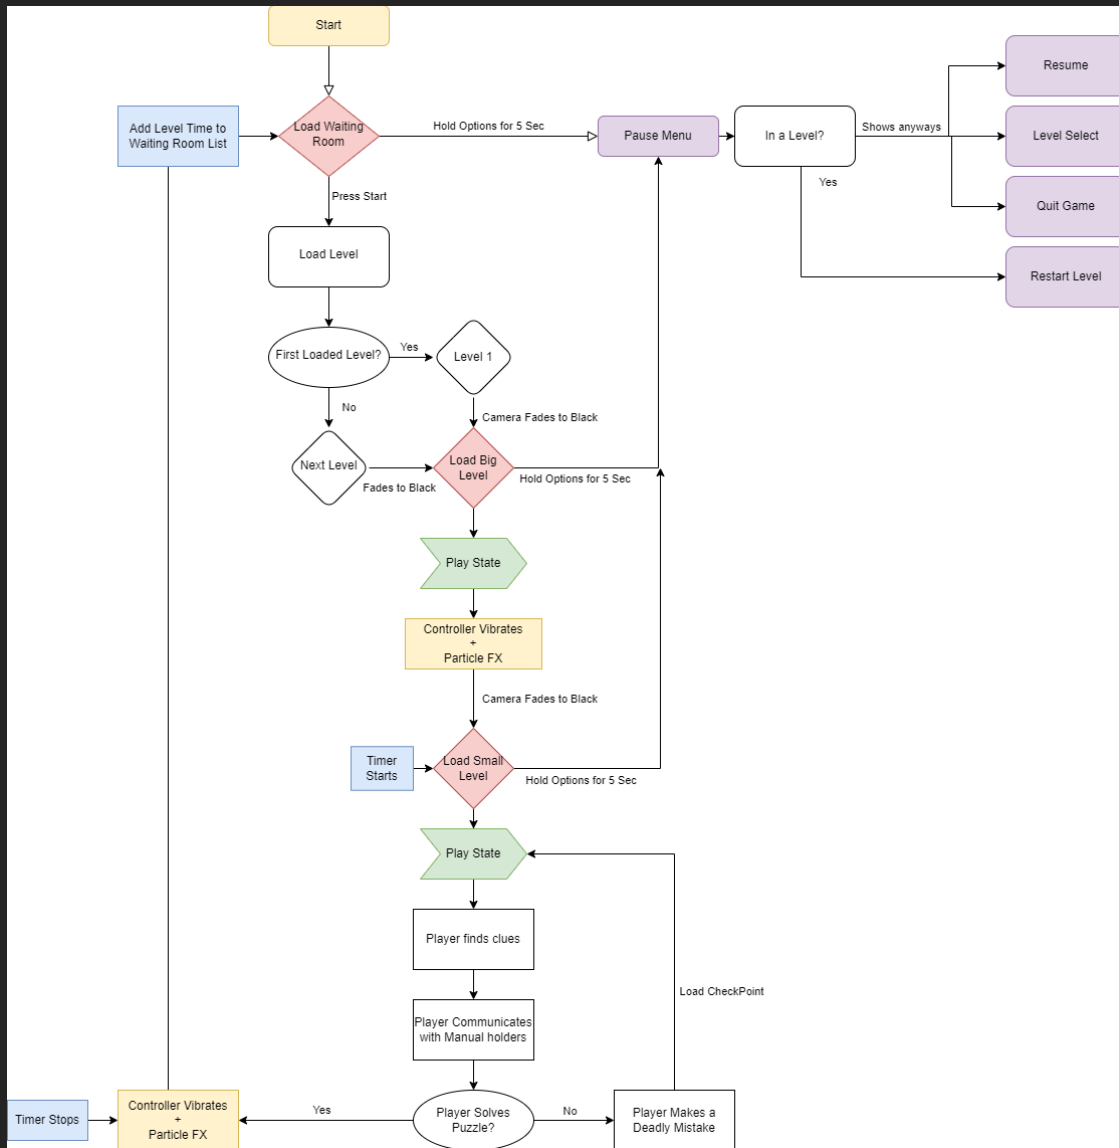 Start
Resume
Add Level Time to
Waiting Room List
Load Waiting
Room
Hold Options for 5 Sec
Pause Menu
In a Level?
Shows anyways
Level Select
Yes
Press Start
Quit Game
Load Level
Restart Level
First Loaded Level?
Yes
Level 1
No
Camera Fades to Black
Next Level
Fades to Black
Load Big
Level
Hold Options for 5 Sec
Play State
Controller Vibrates
+
Particle FX
Camera Fades to Black
Timer
Starts
Load Small
Level
Hold Options for 5 Sec
Play State
Player finds clues
Load CheckPoint
Player Communicates
with Manual holders
Timer Stops
Controller Vibrates
+
Particle FX
Yes
Player Solves
Puzzle?
No
Player Makes a
Deadly Mistake